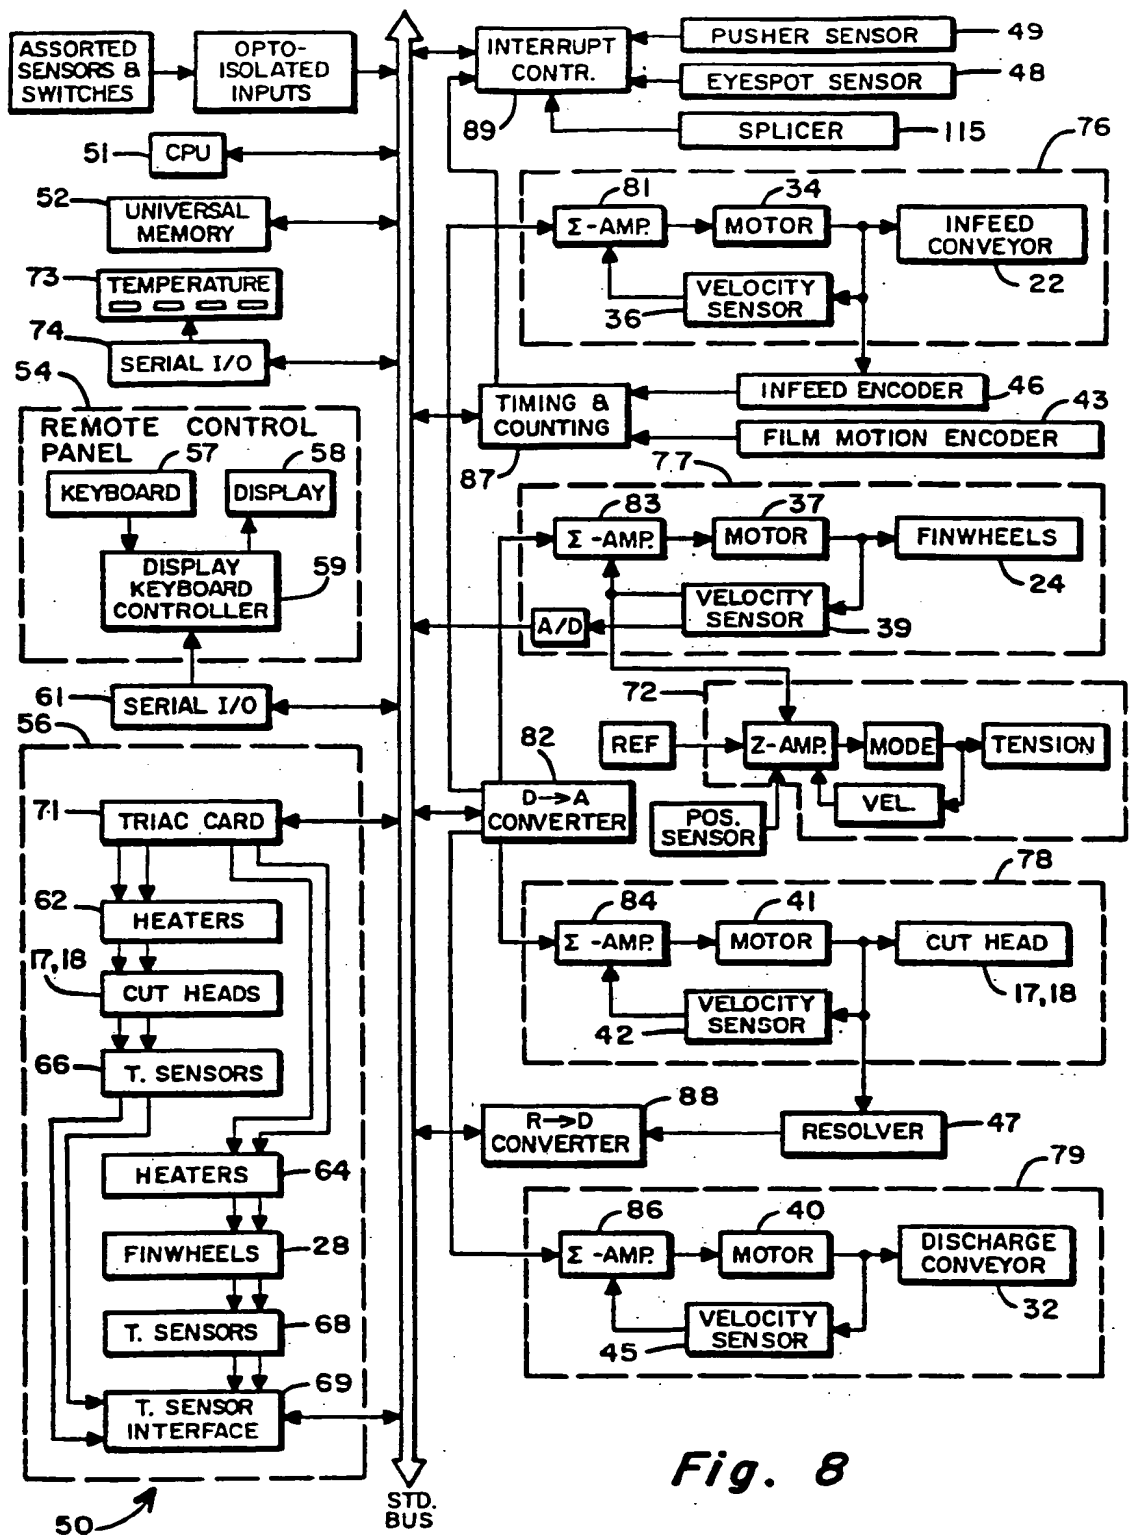 ASSORTED
SENSORS &
SWITCHES
OPTO-
ISOLATED
INPUTS
51
CPU
52
UNIVERSAL
MEMORY
73
TEMPERATURE
74
SERIAL I/O
54
REMOTE CONTROL
PANEL
57
58
KEYBOARD
DISPLAY
DISPLAY
KEYBOARD
CONTROLLER
59
61
SERIAL I/O
56
71
TRIAC CARD
62
HEATERS
17,18
CUT HEADS
66
T. SENSORS
HEATERS
64
FINWHEELS
28
T. SENSORS
68
69
T. SENSOR
INTERFACE
50
STD.
BUS
INTERRUPT
CONTR.
89
PUSHER SENSOR
49
EYESPOT SENSOR
48
SPLICER
115
76
81
Σ-AMP.
34
MOTOR
INFEED
CONVEYOR
22
VELOCITY
SENSOR
36
TIMING &
COUNTING
87
INFEED ENCODER
46
43
FILM MOTION ENCODER
77
83
Σ-AMP.
37
MOTOR
FINWHEELS
24
A/D
VELOCITY
SENSOR
39
72
REF
Z-AMP.
MODE
TENSION
VEL.
POS.
SENSOR
82
D→A
CONVERTER
78
84
Σ-AMP.
41
MOTOR
CUT HEAD
17,18
VELOCITY
SENSOR
42
88
R→D
CONVERTER
RESOLVER
47
79
86
Σ-AMP.
40
MOTOR
DISCHARGE
CONVEYOR
32
VELOCITY
SENSOR
45
Fig. 8